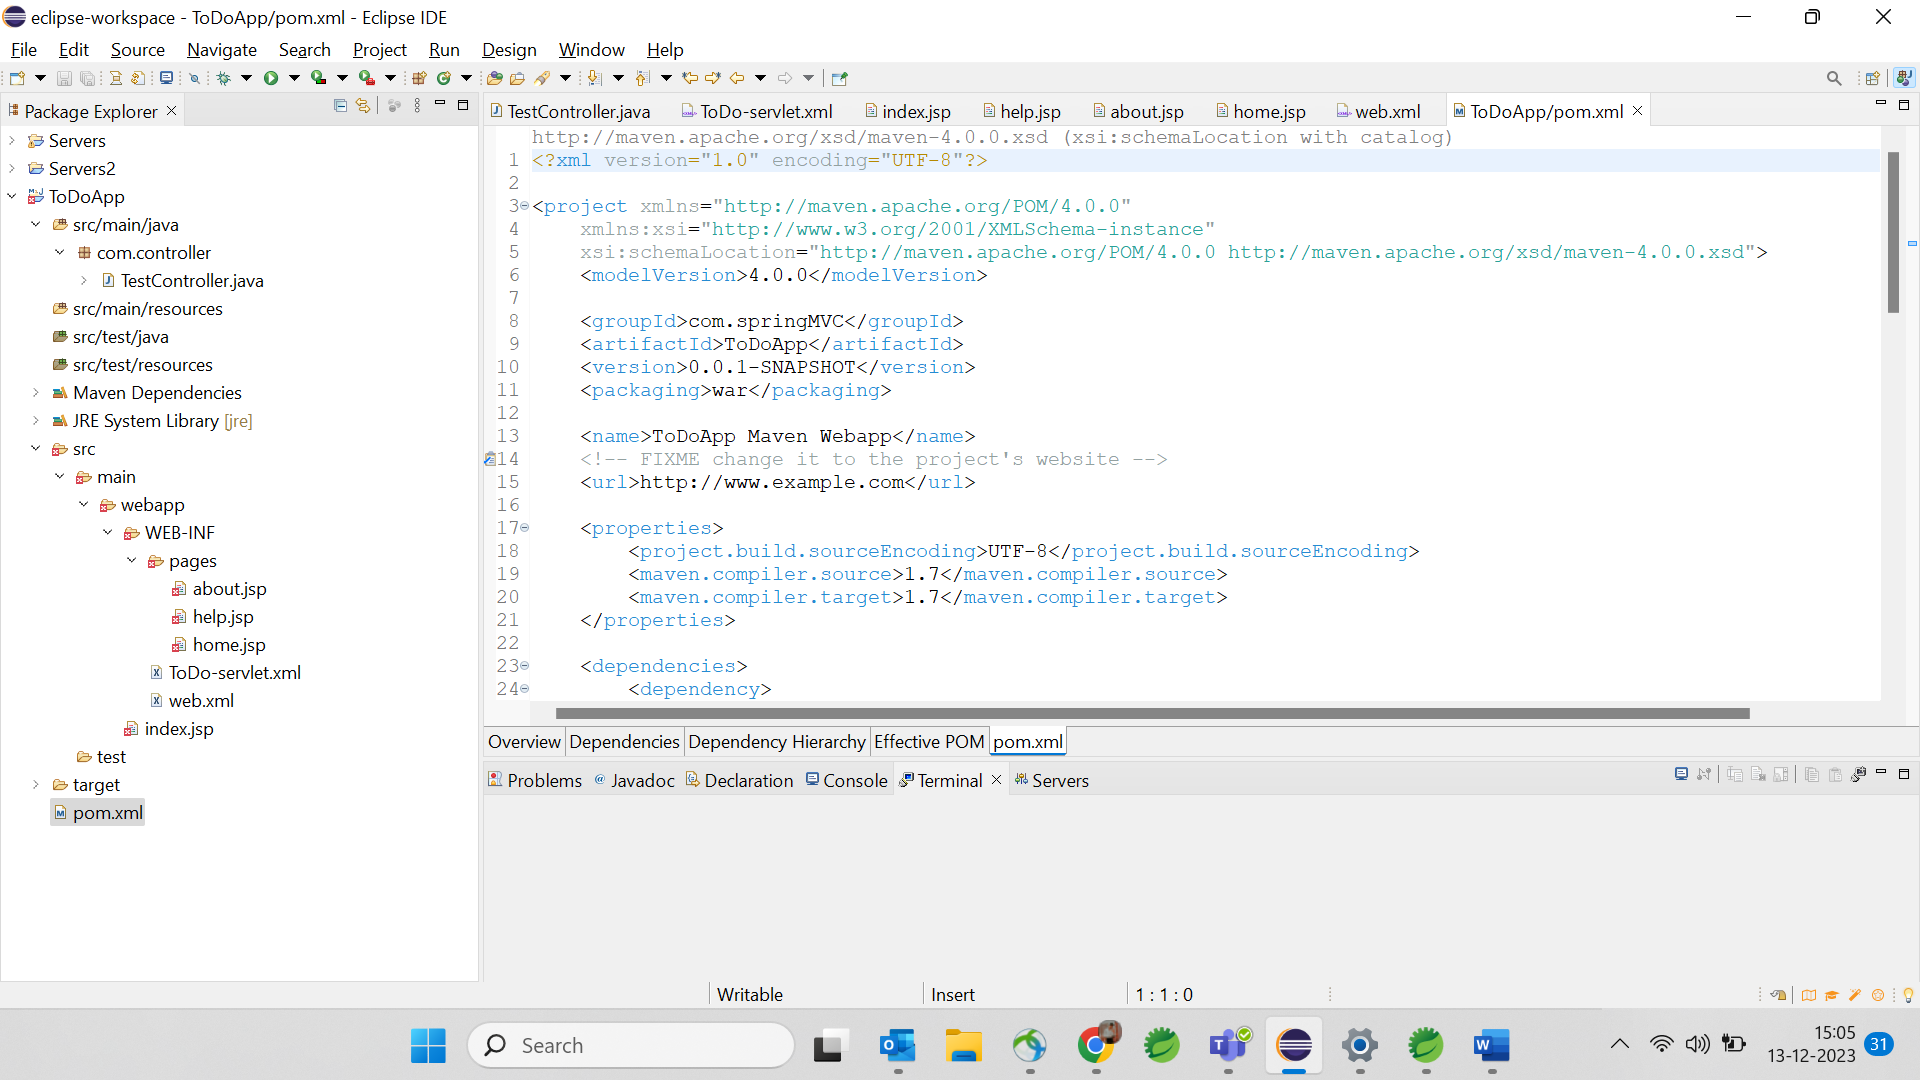 eclipse-workspace - ToDoApp/pom.xml - Eclipse IDE
File Edit Source Navigate Search Project Run Design Window Help
Package Explorer
Servers
Servers2
ToDoApp
src/main/java
com.controller
TestController.java
src/main/resources
src/test/java
src/test/resources
Maven Dependencies
JRE System Library [jre]
src
main
webapp
WEB-INF
pages
about.jsp
help.jsp
home.jsp
ToDo-servlet.xml
web.xml
index.jsp
test
target
pom.xml
TestController.java ToDo-servlet.xml index.jsp help.jsp about.jsp home.jsp web.xml ToDoApp/pom.xml
http://maven.apache.org/xsd/maven-4.0.0.xsd (xsi:schemaLocation with catalog)
1 <?xml version="1.0" encoding="UTF-8"?>
2
3 <project xmlns="http://maven.apache.org/POM/4.0.0"
4 xmlns:xsi="http://www.w3.org/2001/XMLSchema-instance"
5 xsi:schemaLocation="http://maven.apache.org/POM/4.0.0 http://maven.apache.org/xsd/maven-4.0.0.xsd">
6 <modelVersion>4.0.0</modelVersion>
7
8 <groupId>com.springMVC</groupId>
9 <artifactId>ToDoApp</artifactId>
10 <version>0.0.1-SNAPSHOT</version>
11 <packaging>war</packaging>
12
13 <name>ToDoApp Maven Webapp</name>
14 <!-- FIXME change it to the project's website -->
15 <url>http://www.example.com</url>
16
17 <properties>
18 <project.build.sourceEncoding>UTF-8</project.build.sourceEncoding>
19 <maven.compiler.source>1.7</maven.compiler.source>
20 <maven.compiler.target>1.7</maven.compiler.target>
21 </properties>
22
23 <dependencies>
24 <dependency>
Overview Dependencies Dependency Hierarchy Effective POM pom.xml
Problems Javadoc Declaration Console Terminal Servers
Writable Insert 1 : 1 : 0
Search
15:05
13-12-2023
31